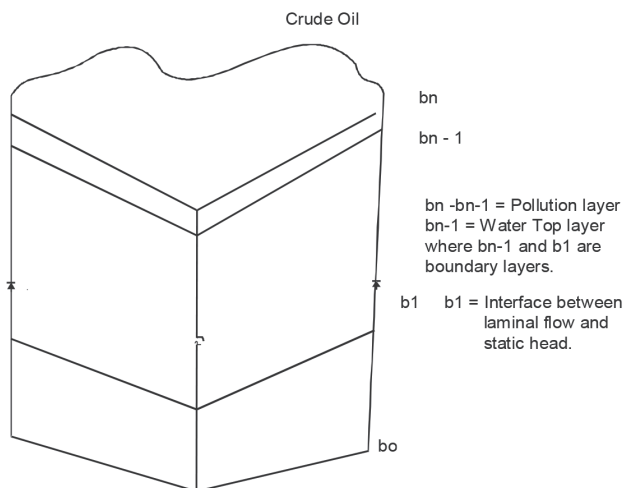 Crude Oil
bn
bn - 1
bn -bn-1 = Pollution layer
bn-1 = Water Top layer
where bn-1 and b1 are
boundary layers.
b1 b1 = Interface between
laminal flow and
static head.
bo